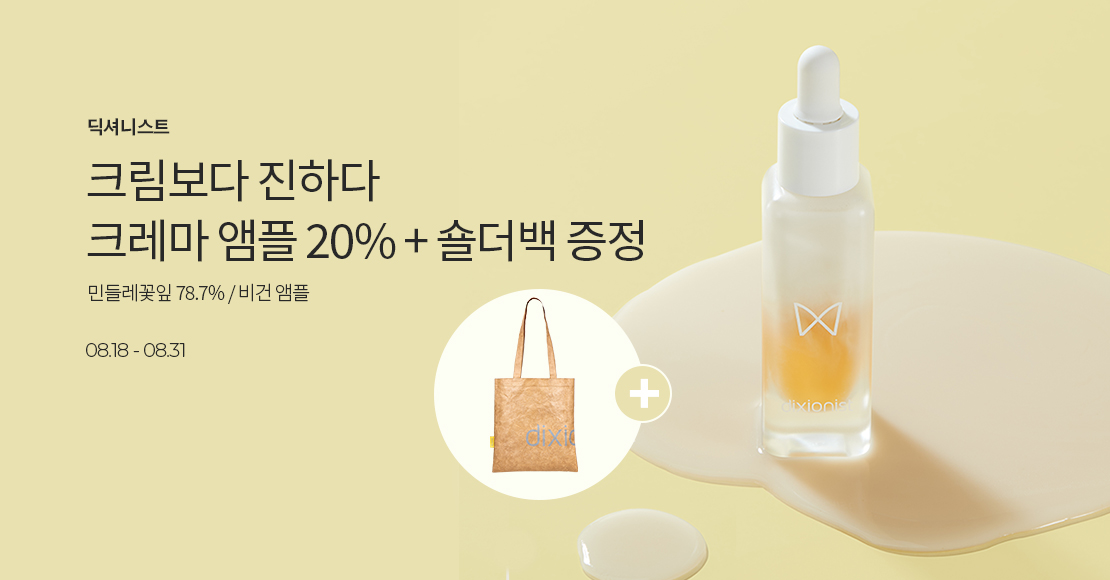 딕셔니스트
크림보다 진하다
크레마 앰플 20% + 숄더백 증정
민들레꽃잎 78.7% / 비건 앰플
08.18 - 08.31
dixio
dixionis